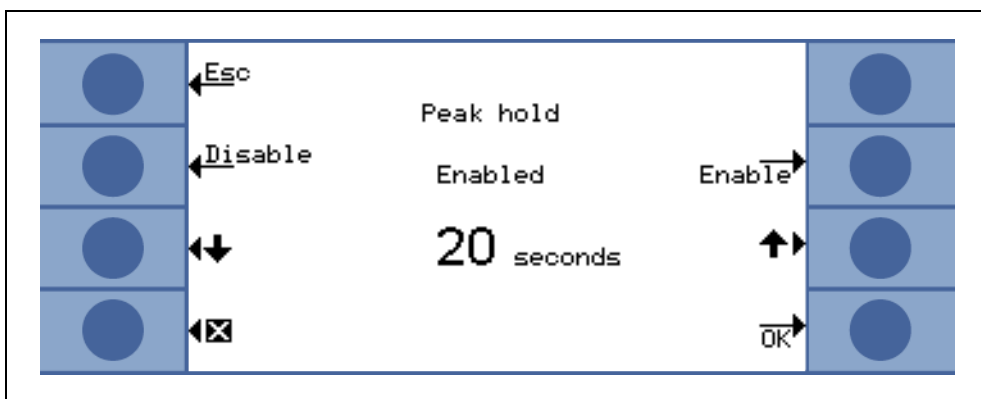 Esc
Peak hold
Disable
Enabled
Enable
20 seconds
OK